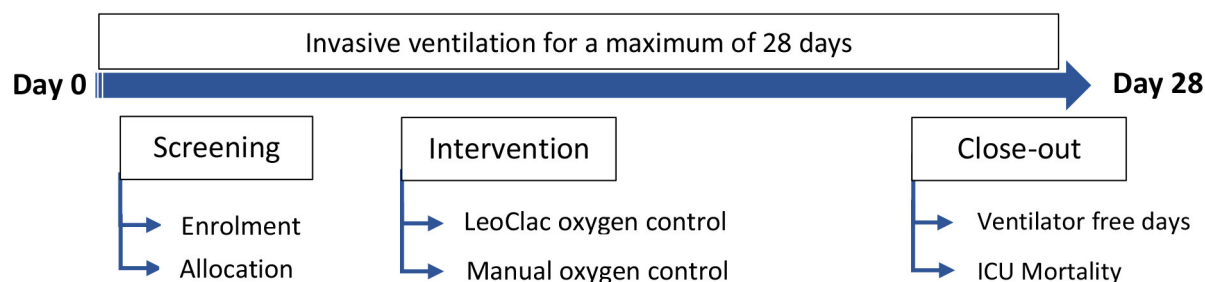 Invasive ventilation for a maximum of 28 days
Day 0
Day 28
Screening
Enrolment
Allocation
Intervention
LeoClac oxygen control
Manual oxygen control
Close-out
Ventilator free days
ICU Mortality